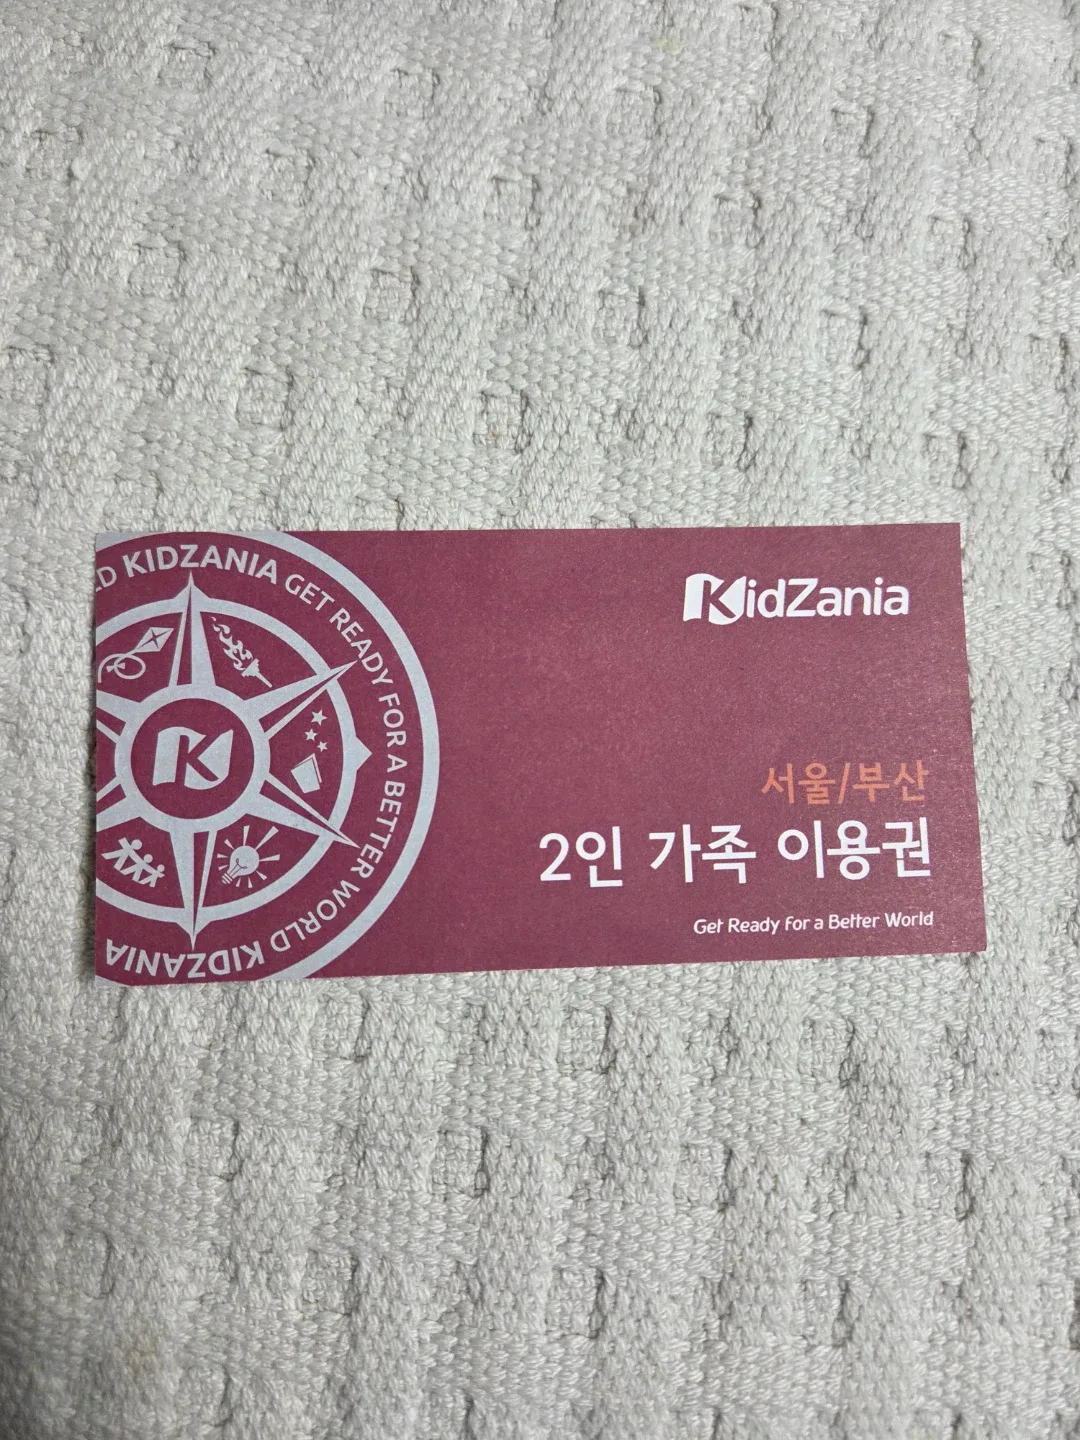 KidZania
서울/부산
2인 가족 이용권
Get Ready for a Better World
LD KIDZANIA GET READY FOR A BETTER WORLD KIDZANIA
K